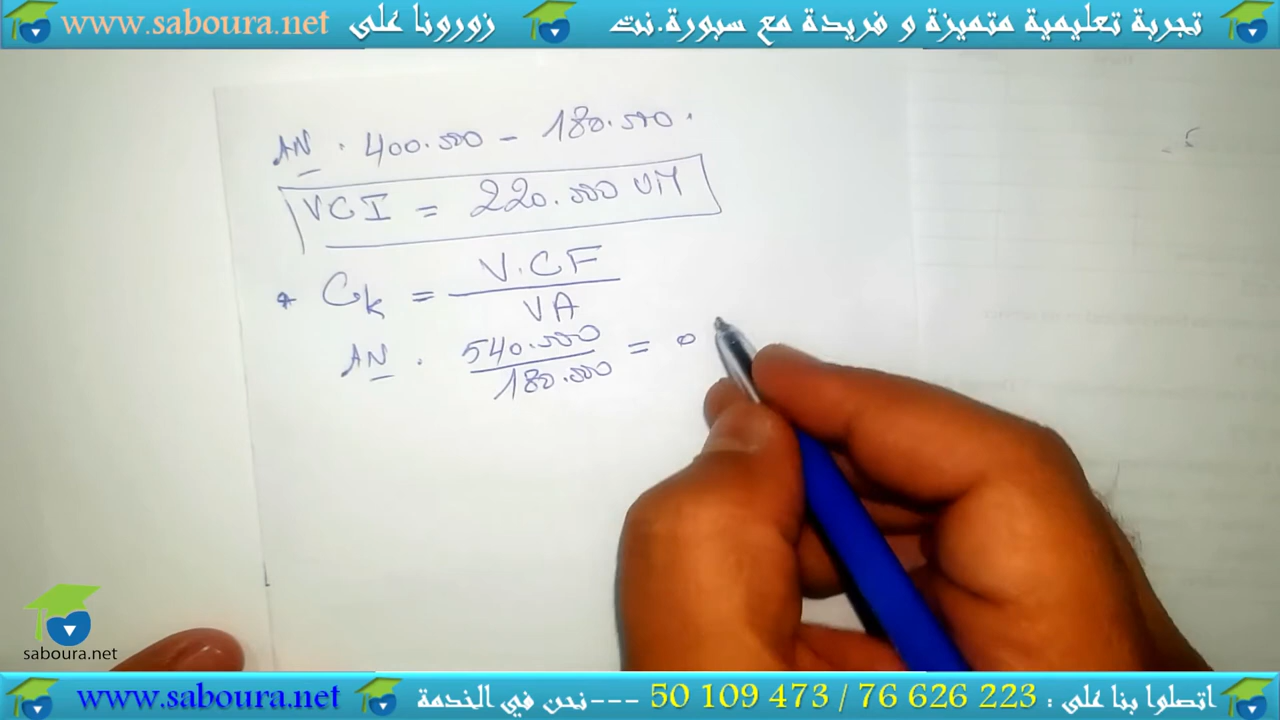 تجربة تعليمية متميزة و فريدة مع سبورة.نت زورونا على www.saboura.net
AN . 400.000 - 180.000.
VCI = 220.000 UM
* Ck = V.CF / VA
AN . 540.000 / 180.000 = 0
saboura.net
اتصلوا بنا على : 223 626 76 / 473 109 50 ---نحن في الخدمة www.saboura.net